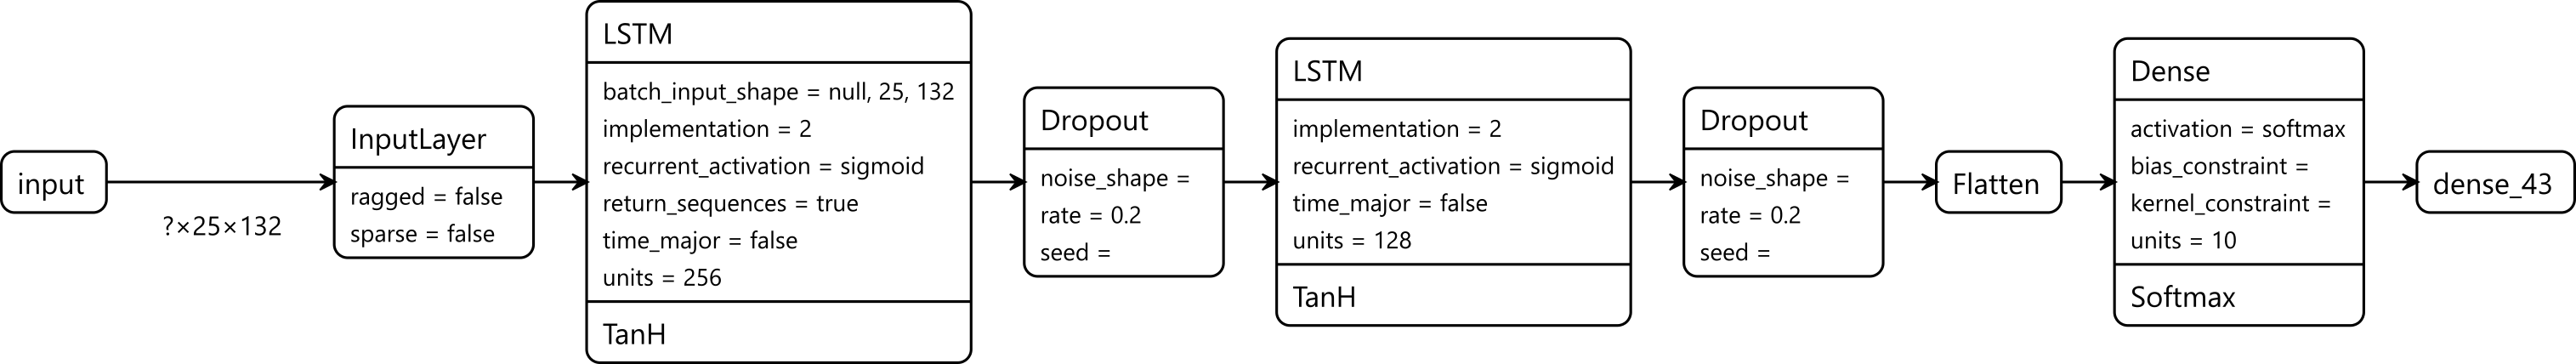 input
?×25×132
InputLayer
ragged = false
sparse = false
LSTM
batch_input_shape = null, 25, 132
implementation = 2
recurrent_activation = sigmoid
return_sequences = true
time_major = false
units = 256
TanH
Dropout
noise_shape =
rate = 0.2
seed =
LSTM
implementation = 2
recurrent_activation = sigmoid
time_major = false
units = 128
TanH
Dropout
noise_shape =
rate = 0.2
seed =
Flatten
Dense
activation = softmax
bias_constraint =
kernel_constraint =
units = 10
Softmax
dense_43